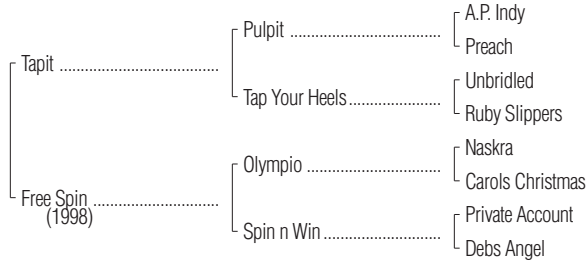 A.P. Indy
Pulpit ..............................
Preach
Tapit .......................................
Unbridled
Tap Your Heels ......................
Ruby Slippers
Naskra
Olympio ................................
Carols Christmas
Free Spin ...............................
(1998)
Private Account
Spin n Win .............................
Debs Angel